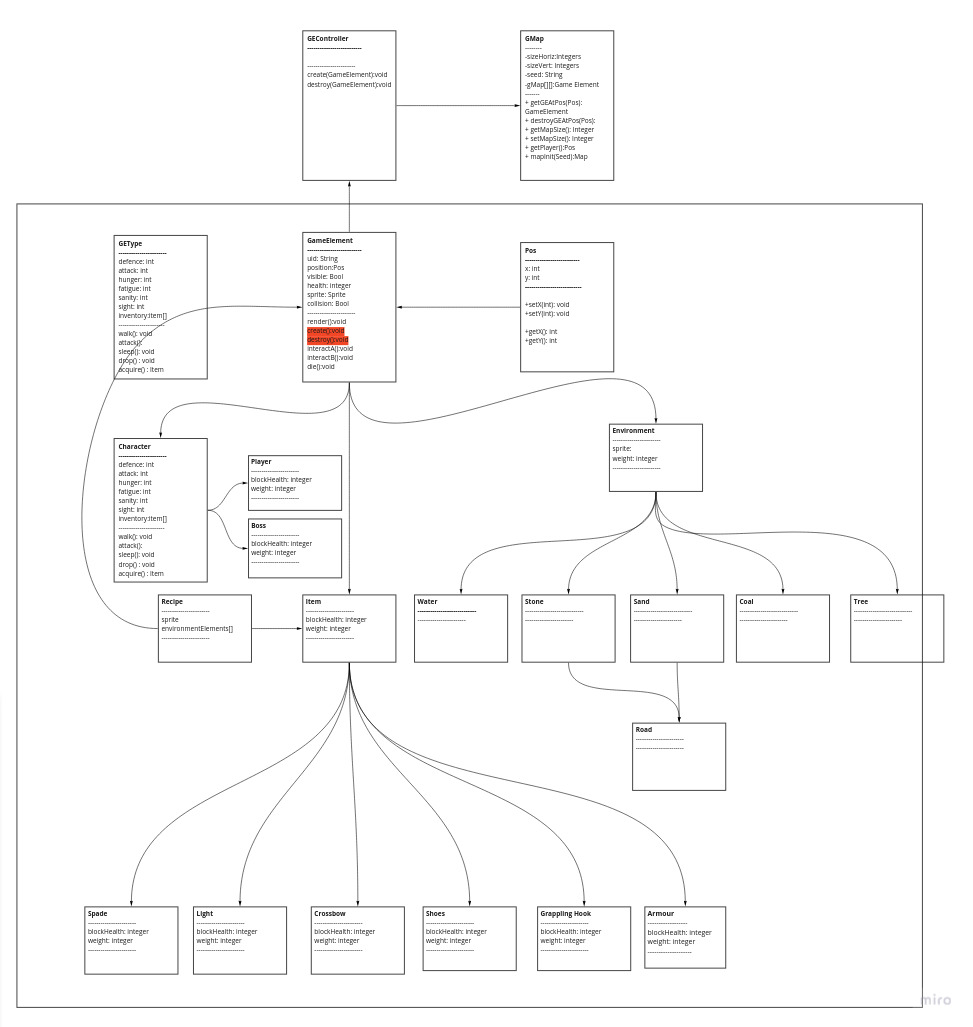 GEController
---------------------------
------------------------
create(GameElement):void
destroy(GameElement):void
GMap
--------
-sizeHoriz:Integers
-sizeVert: Integers
-seed: String
-gMap[][]:Game Element
-------
+ getGEAtPos(Pos):
GameElement
+ destroyGEAtPos(Pos):
+ getMapSize(): Integer
+ setMapSize(): Integer
+ getPlayer():Pos
+ mapInit(Seed):Map
GEType
------------------------
defence: int
attack: int
hunger: int
fatigue: int
sanity: int
sight: int
inventory:Item[]
-----------------------
walk(): void
attack():
sleep(): void
drop() : void
acquire() : Item
GameElement
---------------------------
uid: String
position:Pos
visible: Bool
health: integer
sprite: Sprite
collision: Bool
------------------------
render():void
create():void
destroy():void
interactA():void
interactB():void
die():void
Pos
---------------------------
x: int
y: int
----------------------------
+setX(int): void
+setY(int): void
+getX(): int
+getY(): int
Character
------------------------
defence: int
attack: int
hunger: int
fatigue: int
sanity: int
sight: int
inventory:Item[]
-----------------------
walk(): void
attack():
sleep(): void
drop() : void
acquire() : Item
Player
------------------------
blockHealth: integer
weight: integer
------------------------
Boss
------------------------
blockHealth: integer
weight: integer
------------------------
Environment
------------------------
sprite:
weight: integer
------------------------
Recipe
------------------------
sprite
environmentElements[]
------------------------
Item
------------------------
blockHealth: integer
weight: integer
------------------------
Water
-----------------------------
------------------------
Stone
-----------------------------
------------------------
Sand
-----------------------------
------------------------
Coal
-----------------------------
------------------------
Tree
-----------------------------
------------------------
Road
------------------------
------------------------
Spade
------------------------
blockHealth: integer
weight: integer
------------------------
Light
------------------------
blockHealth: integer
weight: integer
------------------------
Crossbow
------------------------
blockHealth: integer
weight: integer
------------------------
Shoes
------------------------
blockHealth: integer
weight: integer
------------------------
Grappling Hook
------------------------
blockHealth: integer
weight: integer
------------------------
Armour
--------------------
blockHealth: integer
weight: integer
----------------------
miro